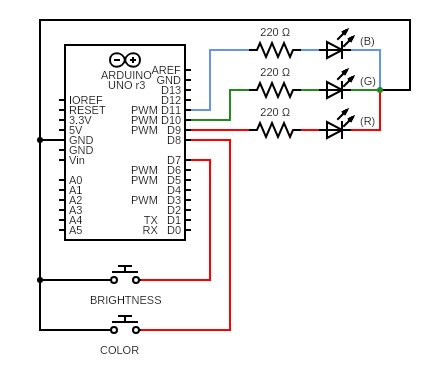 220 Ω
(B)
ARDUINO
UNO r3
AREF
GND
D13
220 Ω
(G)
IOREF
D12
RESET
PWM D11
3.3V
PWM D10
220 Ω
(R)
5V
PWM D9
GND
D8
GND
Vin
D7
PWM D6
A0
PWM D5
A1
D4
A2
PWM D3
A3
D2
A4
TX D1
A5
RX D0
BRIGHTNESS
COLOR